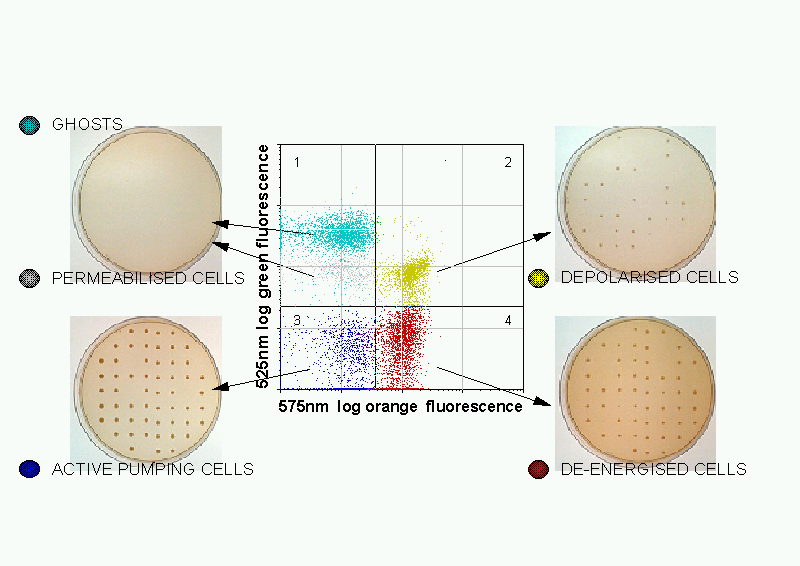 GHOSTS
1
2
525nm log green fluorescence
PERMEABILISED CELLS
DEPOLARISED CELLS
3
4
575nm log orange fluorescence
ACTIVE PUMPING CELLS
DE-ENERGISED CELLS